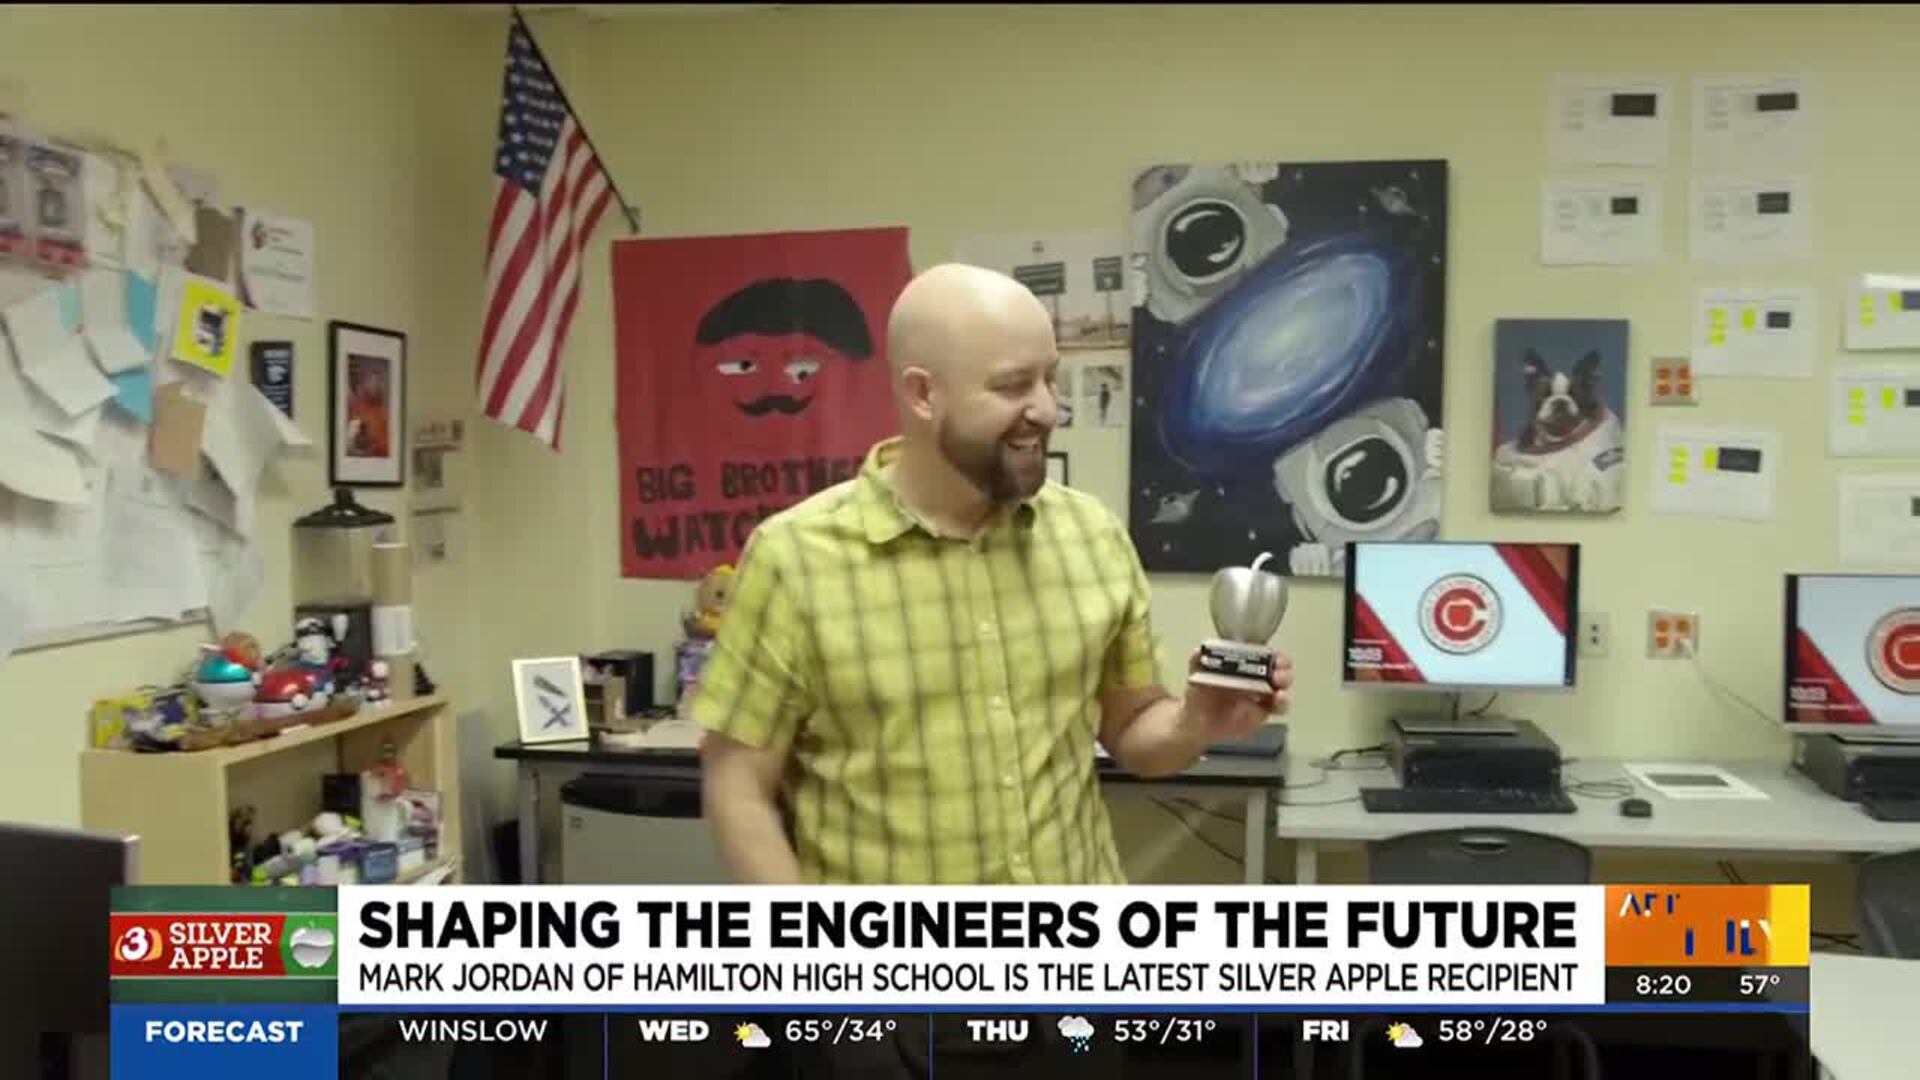 BIG BROTHE
WATC
3 SILVER APPLE
SHAPING THE ENGINEERS OF THE FUTURE
MARK JORDAN OF HAMILTON HIGH SCHOOL IS THE LATEST SILVER APPLE RECIPIENT
8:20 57°
FORECAST WINSLOW WED 65°/34° THU 53°/31° FRI 58°/28°